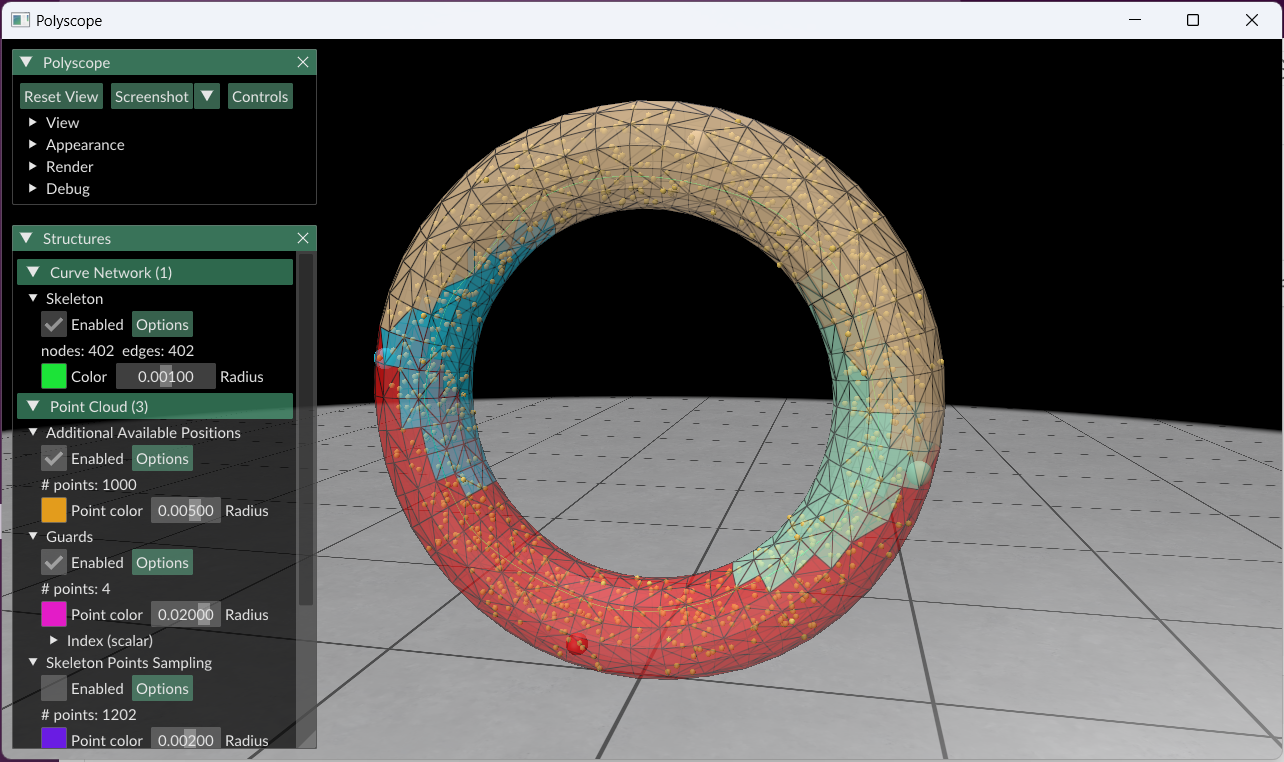 Polyscope
Polyscope
Reset View Screenshot Controls
View
Appearance
Render
Debug
Structures
Curve Network (1)
Skeleton
Enabled Options
nodes: 402 edges: 402
Color 0.00100 Radius
Point Cloud (3)
Additional Available Positions
Enabled Options
# points: 1000
Point color 0.00500 Radius
Guards
Enabled Options
# points: 4
Point color 0.02000 Radius
Index (scalar)
Skeleton Points Sampling
Enabled Options
# points: 1202
Point color 0.00200 Radius